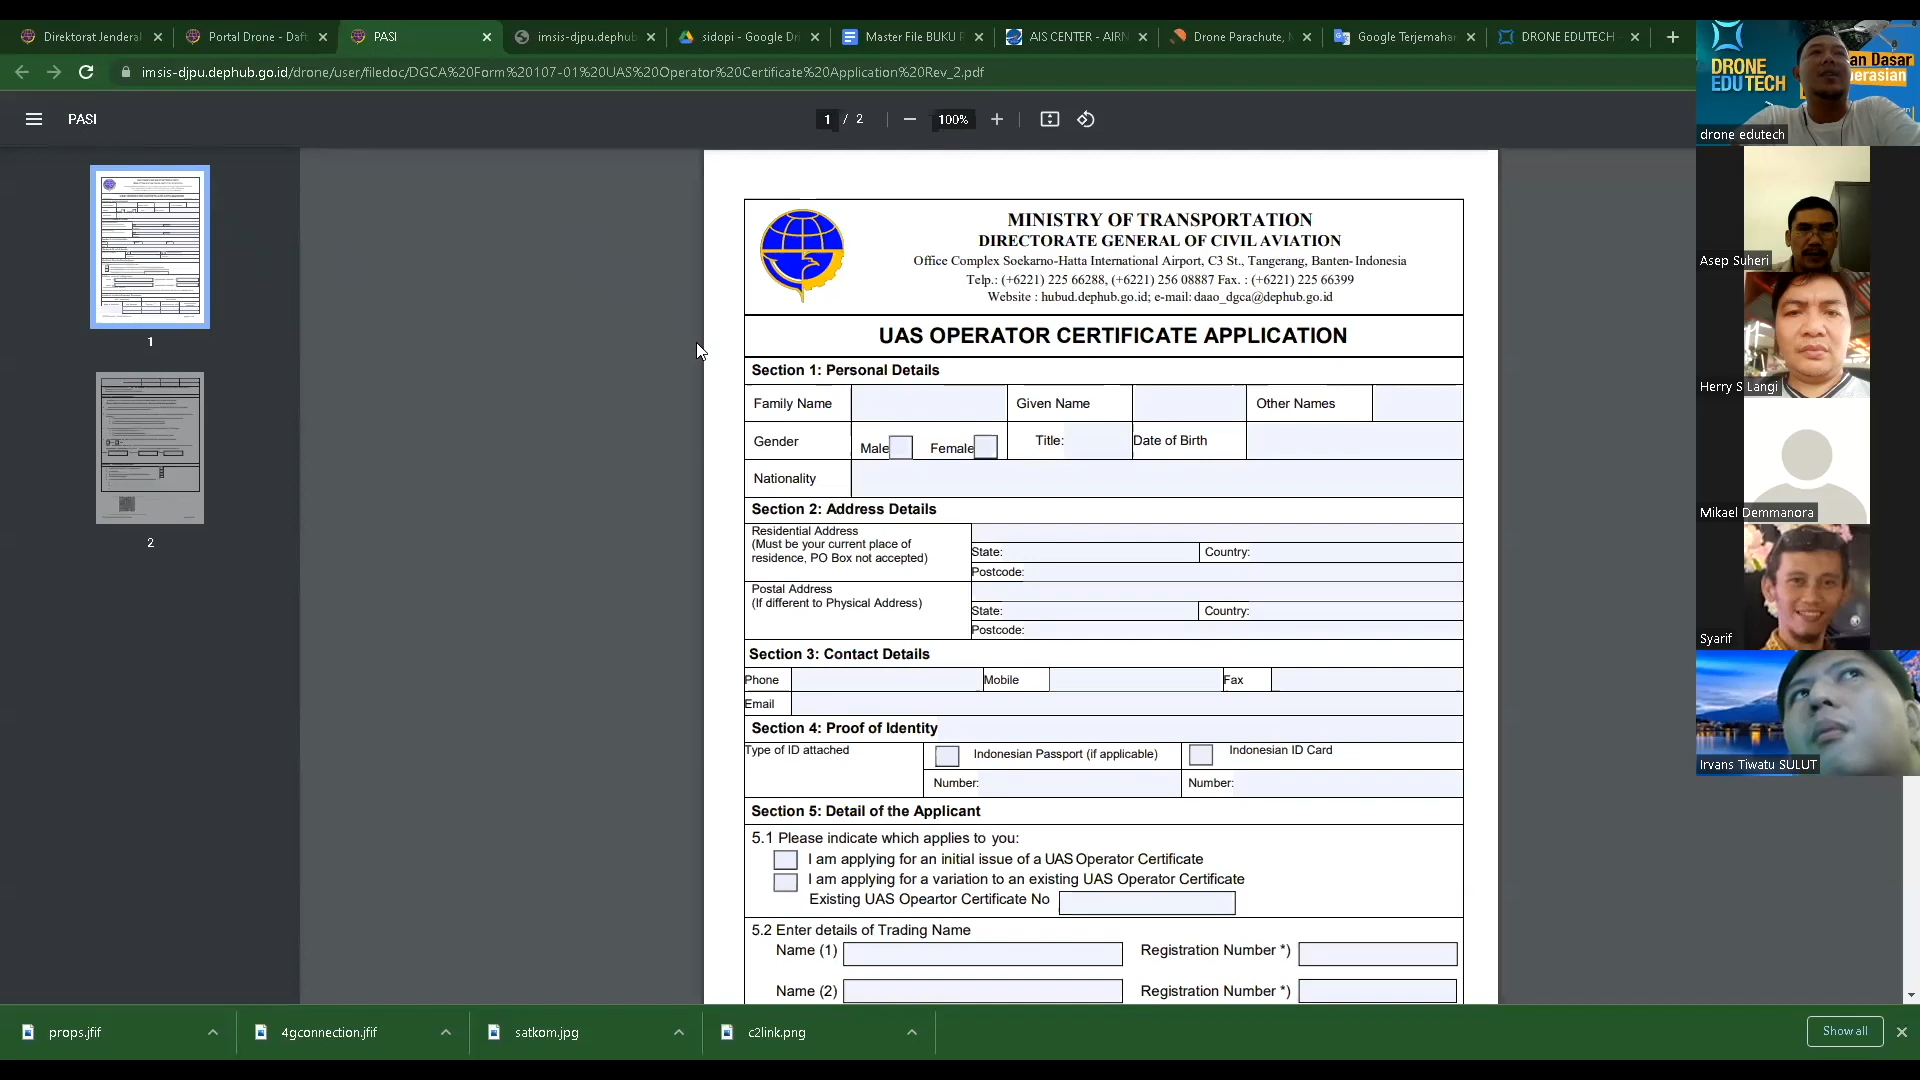 Direktorat Jenderal
Portal Drone - Daft
PASI
imsis-djpu.dephub
sidopi - Google Dri
Master File BUKU P
AIS CENTER - AIRN
Drone Parachute,
Google Terjemahan
DRONE EDUTECH
imsis-djpu.dephub.go.id/drone/user/filedoc/DGCA%20Form%20107-01%20UAS%20Operator%20Certificate%20Application%20Rev_2.pdf
PASI
1 / 2
100%
1
2
MINISTRY OF TRANSPORTATION
DIRECTORATE GENERAL OF CIVIL AVIATION
Office Complex Soekarno-Hatta International Airport, C3 St., Tangerang, Banten- Indonesia
Telp.: (+6221) 225 66288, (+6221) 256 08887 Fax. : (+6221) 225 66399
Website : hubud.dephub.go.id; e-mail: daao_dgca@dephub.go.id
UAS OPERATOR CERTIFICATE APPLICATION
Section 1: Personal Details
Family Name
Given Name
Other Names
Gender
Male
Female
Title:
Date of Birth
Nationality
Section 2: Address Details
Residential Address
(Must be your current place of
residence, PO Box not accepted)
State:
Country:
Postcode:
Postal Address
(If different to Physical Address)
State:
Country:
Postcode:
Section 3: Contact Details
Phone
Mobile
Fax
Email
Section 4: Proof of Identity
Type of ID attached
Indonesian Passport (if applicable)
Indonesian ID Card
Number:
Number:
Section 5: Detail of the Applicant
5.1 Please indicate which applies to you:
I am applying for an initial issue of a UAS Operator Certificate
I am applying for a variation to an existing UAS Operator Certificate
Existing UAS Opeartor Certificate No
5.2 Enter details of Trading Name
Name (1)
Registration Number *)
Name (2)
Registration Number *)
DRONE
EDUTECH
an Dasar
erasian
drone edutech
Asep Suheri
Herry S Langi
Mikael Demmanora
Syarif
Irvans Tiwatu SULUT
props.jfif
4gconnection.jfif
satkom.jpg
c2link.png
Show all